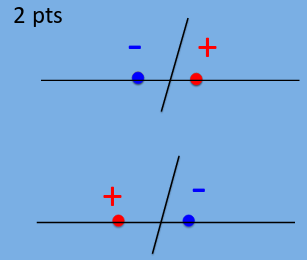 2 pts
- +
+ -